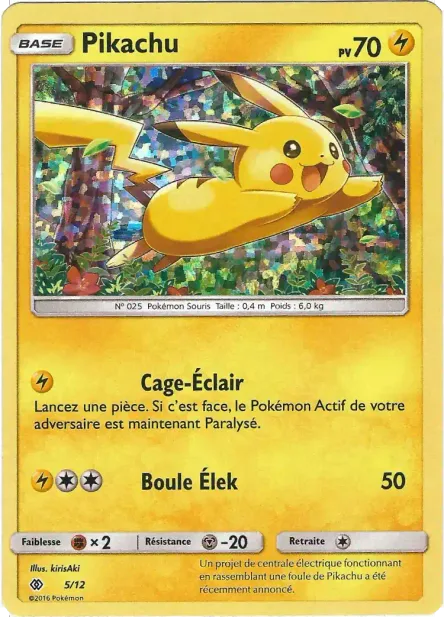 BASE Pikachu PV70
N° 025 Pokémon Souris Taille : 0,4 m Poids : 6,0 kg
Cage-Éclair
Lancez une pièce. Si c'est face, le Pokémon Actif de votre
adversaire est maintenant Paralysé.
Boule Élek 50
Faiblesse ×2 Résistance -20 Retraite
Illus. kirisAki
5/12
©2016 Pokémon
Un projet de centrale électrique fonctionnant
en rassemblant une foule de Pikachu a été
récemment annoncé.